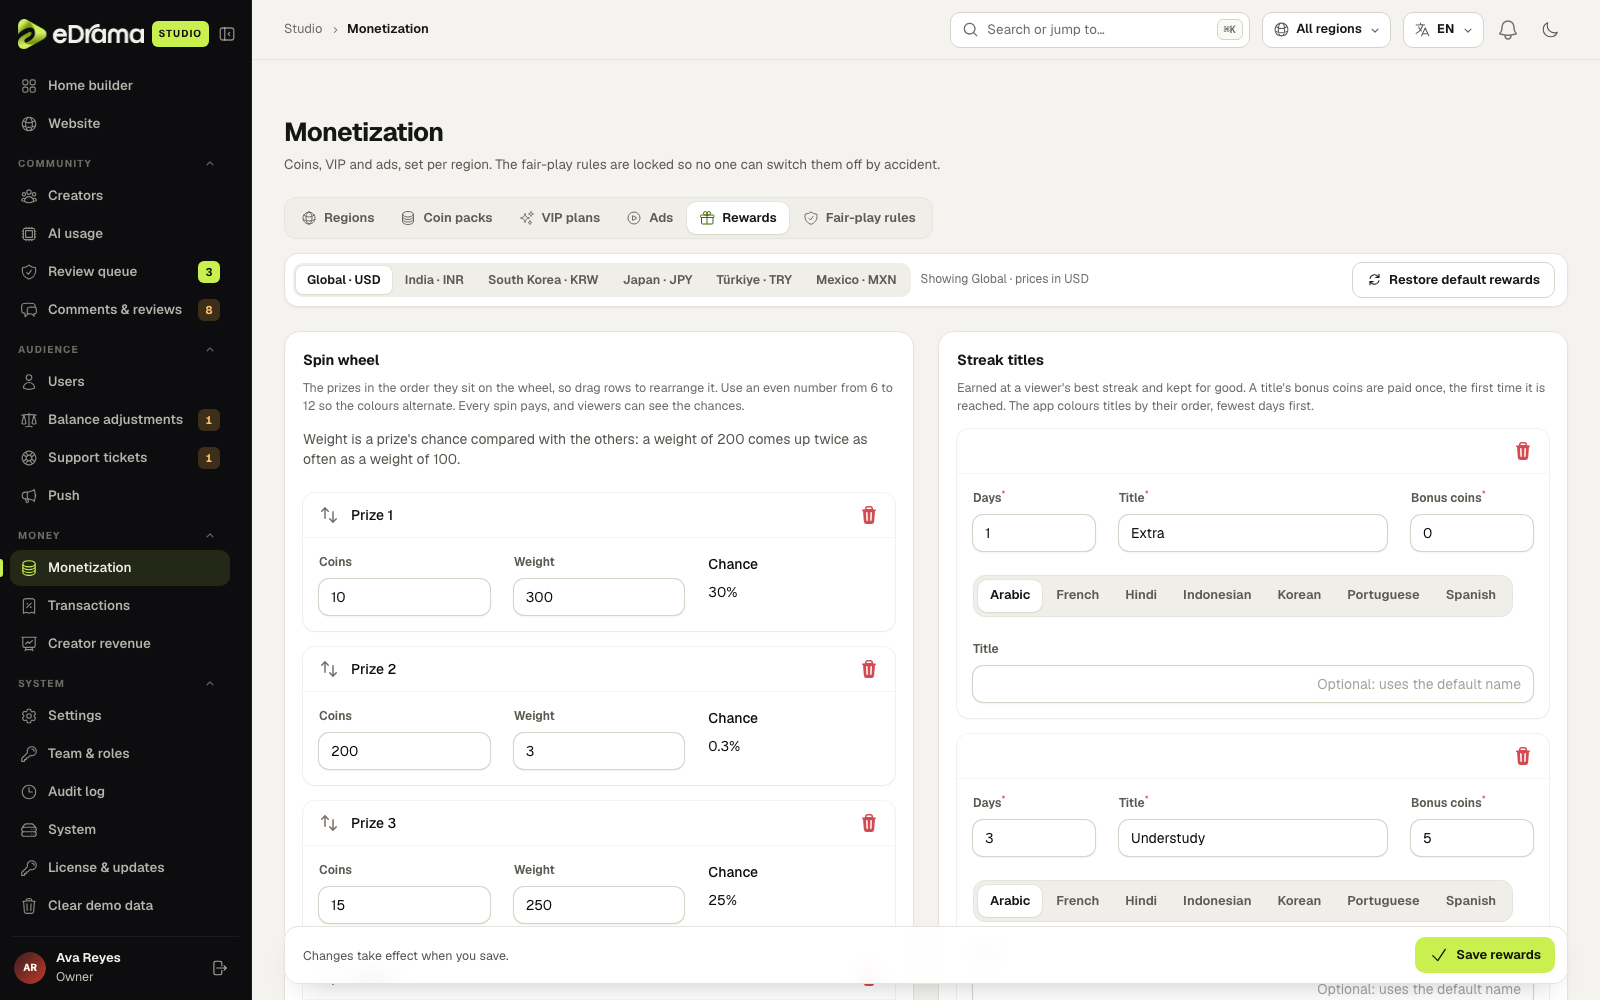 eDrama STUDIO
Home builder
Website
COMMUNITY
Creators
AI usage
Review queue 3
Comments & reviews 8
AUDIENCE
Users
Balance adjustments 1
Support tickets 1
Push
MONEY
Monetization
Transactions
Creator revenue
SYSTEM
Settings
Team & roles
Audit log
System
License & updates
Clear demo data
AR
Ava Reyes
Owner
Studio › Monetization
Search or jump to… ⌘K
All regions
EN
Monetization
Coins, VIP and ads, set per region. The fair-play rules are locked so no one can switch them off by accident.
Regions Coin packs VIP plans Ads Rewards Fair-play rules
Global · USD India · INR South Korea · KRW Japan · JPY Türkiye · TRY Mexico · MXN Showing Global · prices in USD Restore default rewards
Spin wheel
The prizes in the order they sit on the wheel, so drag rows to rearrange it. Use an even number from 6 to
12 so the colours alternate. Every spin pays, and viewers can see the chances.
Weight is a prize's chance compared with the others: a weight of 200 comes up twice as
often as a weight of 100.
Prize 1
Coins Weight Chance
10 300 30%
Prize 2
Coins Weight Chance
200 3 0.3%
Prize 3
Coins Weight Chance
15 250 25%
Streak titles
Earned at a viewer's best streak and kept for good. A title's bonus coins are paid once, the first time it is
reached. The app colours titles by their order, fewest days first.
Days* Title* Bonus coins*
1 Extra 0
Arabic French Hindi Indonesian Korean Portuguese Spanish
Title
Optional: uses the default name
Days* Title* Bonus coins*
3 Understudy 5
Arabic French Hindi Indonesian Korean Portuguese Spanish
Optional: uses the default name
Changes take effect when you save.
Save rewards